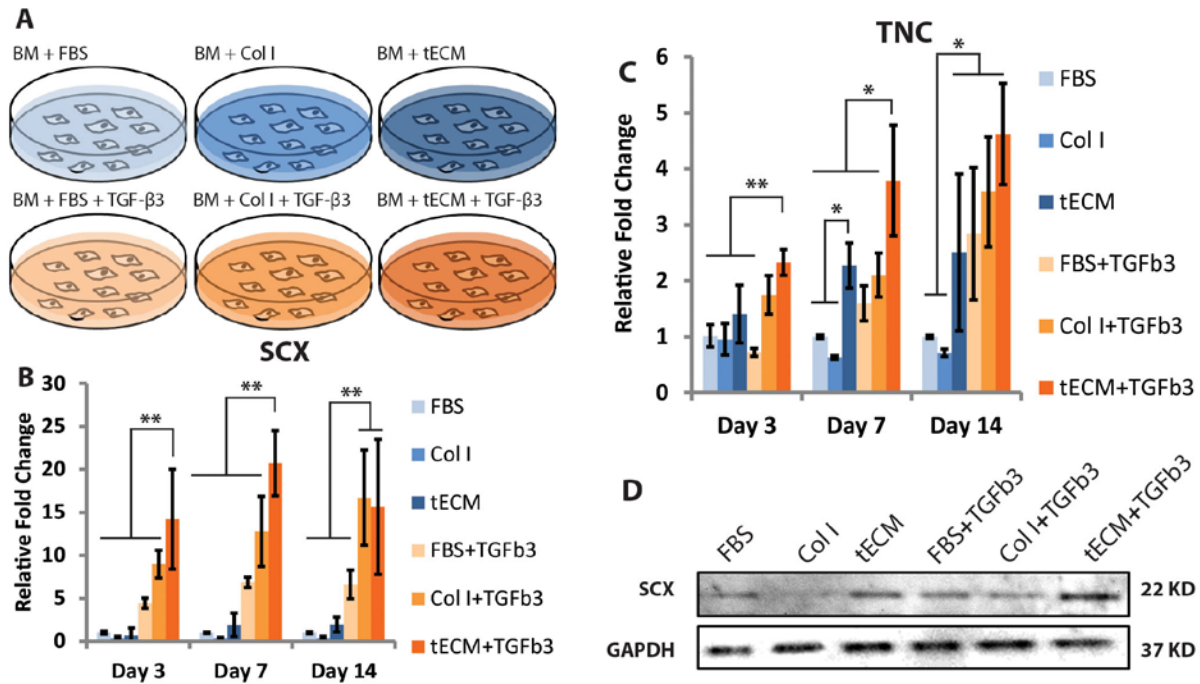 A
BM + FBS
BM + Col I
BM + tECM
BM + FBS + TGF-β3
BM + Col I + TGF-β3
BM + tECM + TGF-β3
SCX
B
Relative Fold Change
30
25
20
15
10
5
0
**
**
**
Day 3
Day 7
Day 14
FBS
Col I
tECM
FBS+TGFb3
Col I+TGFb3
tECM+TGFb3
TNC
C
Relative Fold Change
6
5
4
3
2
1
0
**
*
*
*
Day 3
Day 7
Day 14
FBS
Col I
tECM
FBS+TGFb3
Col I+TGFb3
tECM+TGFb3
D
FBS
Col I
tECM
FBS+TGFb3
Col I+TGFb3
tECM+TGFb3
SCX
22 KD
GAPDH
37 KD